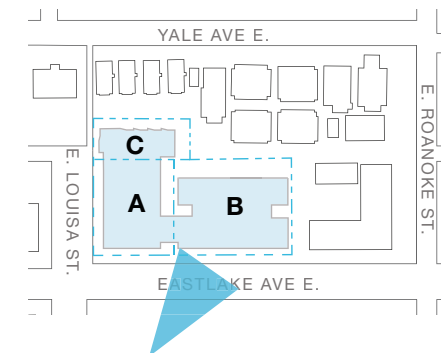 YALE AVE E.
E. ROANOKE ST.
C
E. LOUISA ST.
A
B
EASTLAKE AVE E.